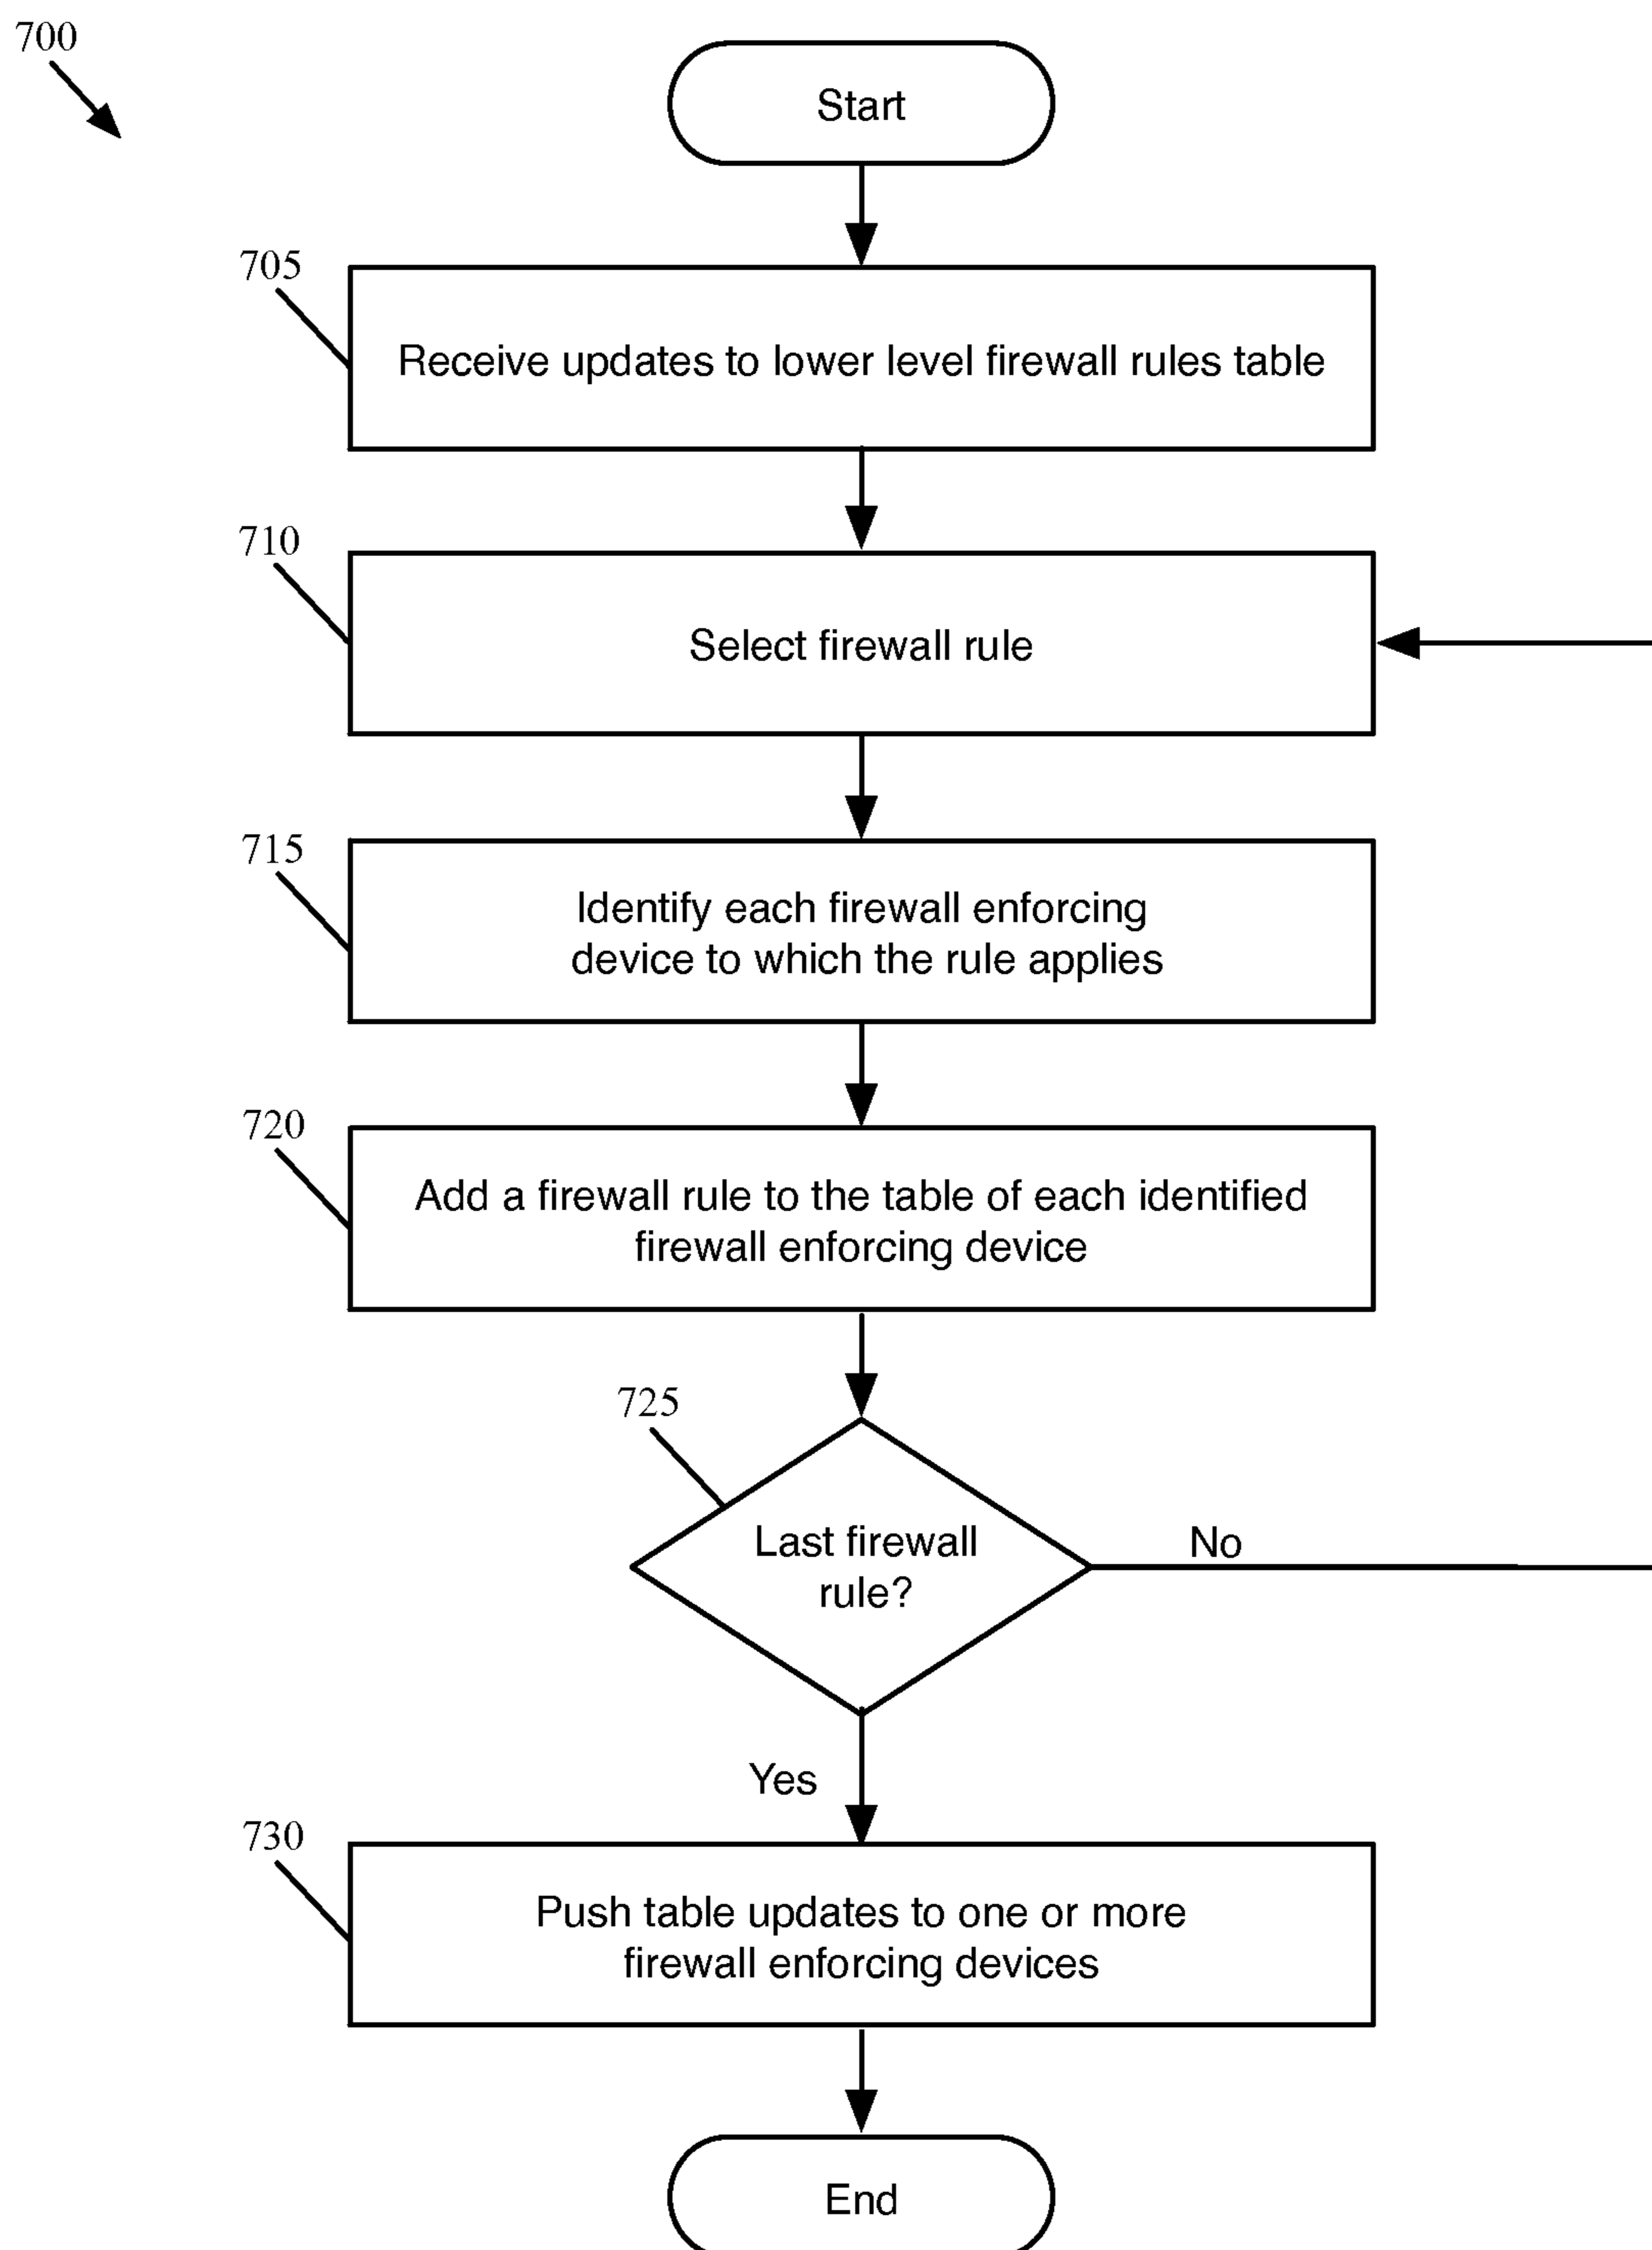 700
Start
705
Receive updates to lower level firewall rules table
710
Select firewall rule
715
Identify each firewall enforcing
device to which the rule applies
720
Add a firewall rule to the table of each identified
firewall enforcing device
725
Last firewall
rule?
No
Yes
730
Push table updates to one or more
firewall enforcing devices
End